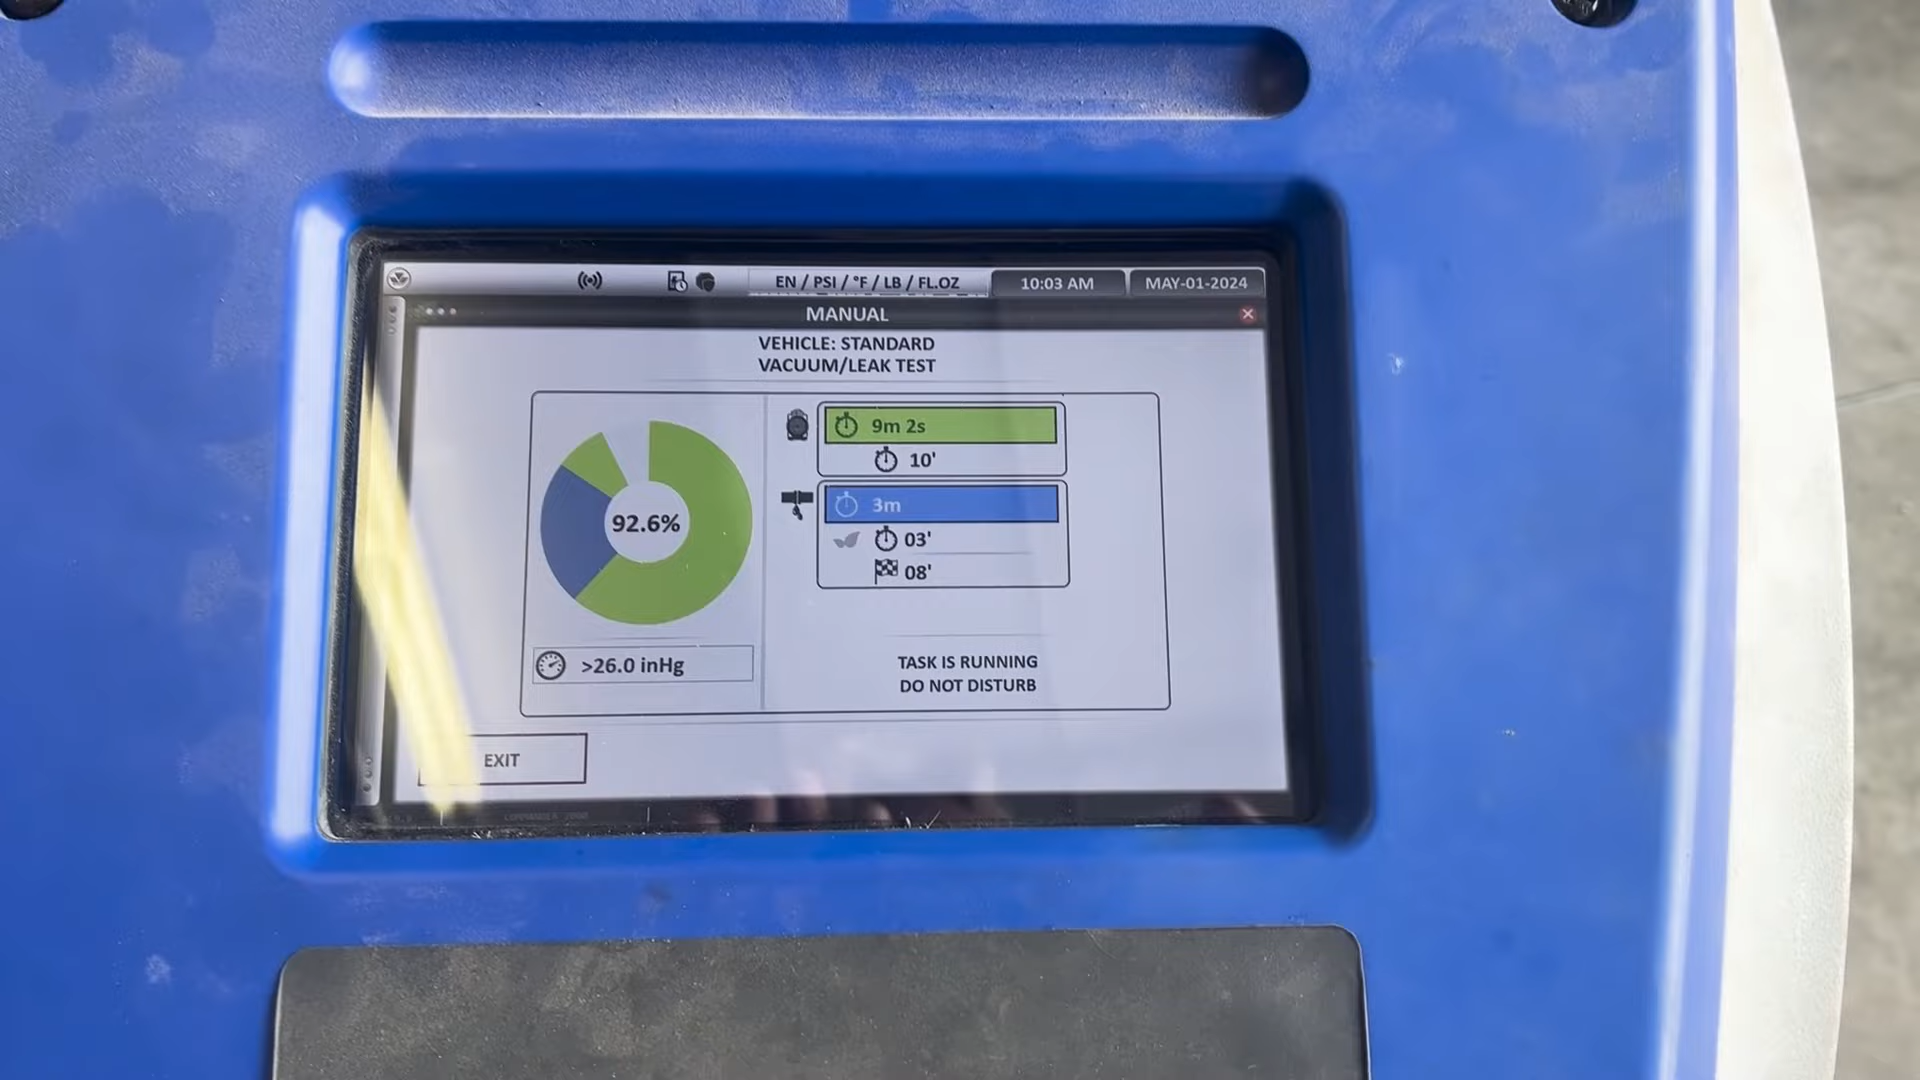 EN / PSI / °F / LB / FL.OZ
10:03 AM
MAY-01-2024
MANUAL
VEHICLE: STANDARD
VACUUM/LEAK TEST
92.6%
>26.0 inHg
9m 2s
10'
3m
03'
08'
TASK IS RUNNING
DO NOT DISTURB
EXIT